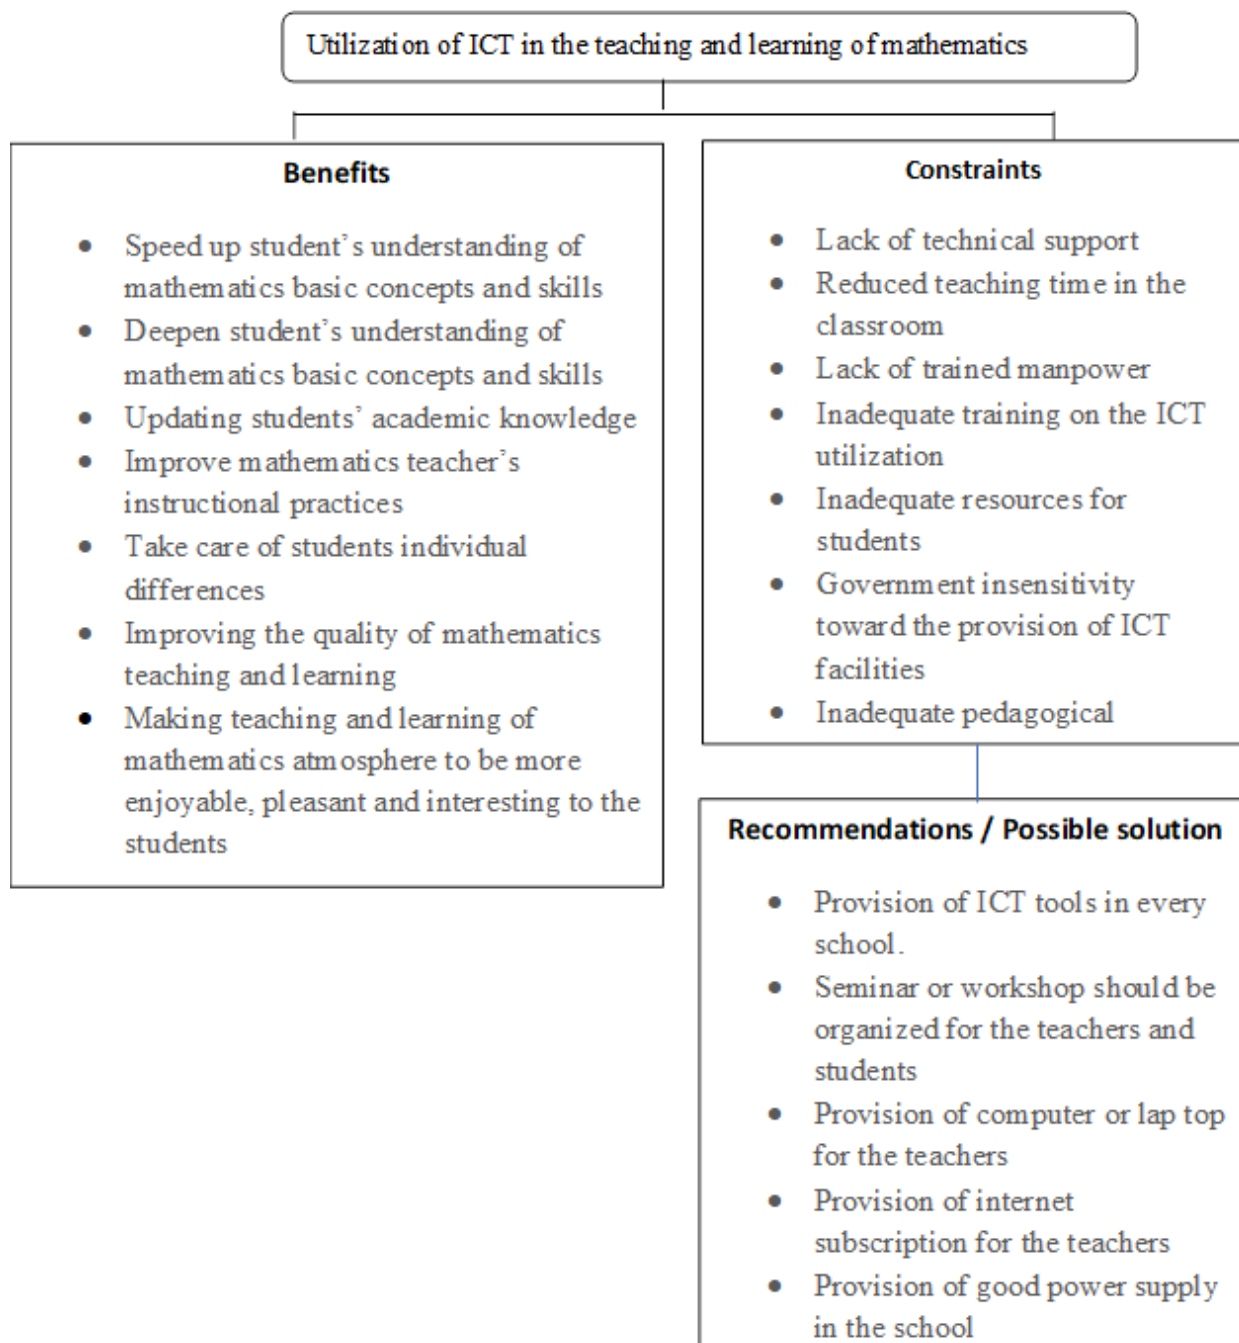 Utilization of ICT in the teaching and learning of mathematics
Benefits
• Speed up student’s understanding of
mathematics basic concepts and skills
• Deepen student’s understanding of
mathematics basic concepts and skills
• Updating students’ academic knowledge
• Improve mathematics teacher’s
instructional practices
• Take care of students individual
differences
• Improving the quality of mathematics
teaching and learning
• Making teaching and learning of
mathematics atmosphere to be more
enjoyable, pleasant and interesting to the
students
Constraints
• Lack of technical support
• Reduced teaching time in the
classroom
• Lack of trained manpower
• Inadequate training on the ICT
utilization
• Inadequate resources for
students
• Government insensitivity
toward the provision of ICT
facilities
• Inadequate pedagogical
Recommendations / Possible solution
• Provision of ICT tools in every
school.
• Seminar or workshop should be
organized for the teachers and
students
• Provision of computer or lap top
for the teachers
• Provision of internet
subscription for the teachers
• Provision of good power supply
in the school